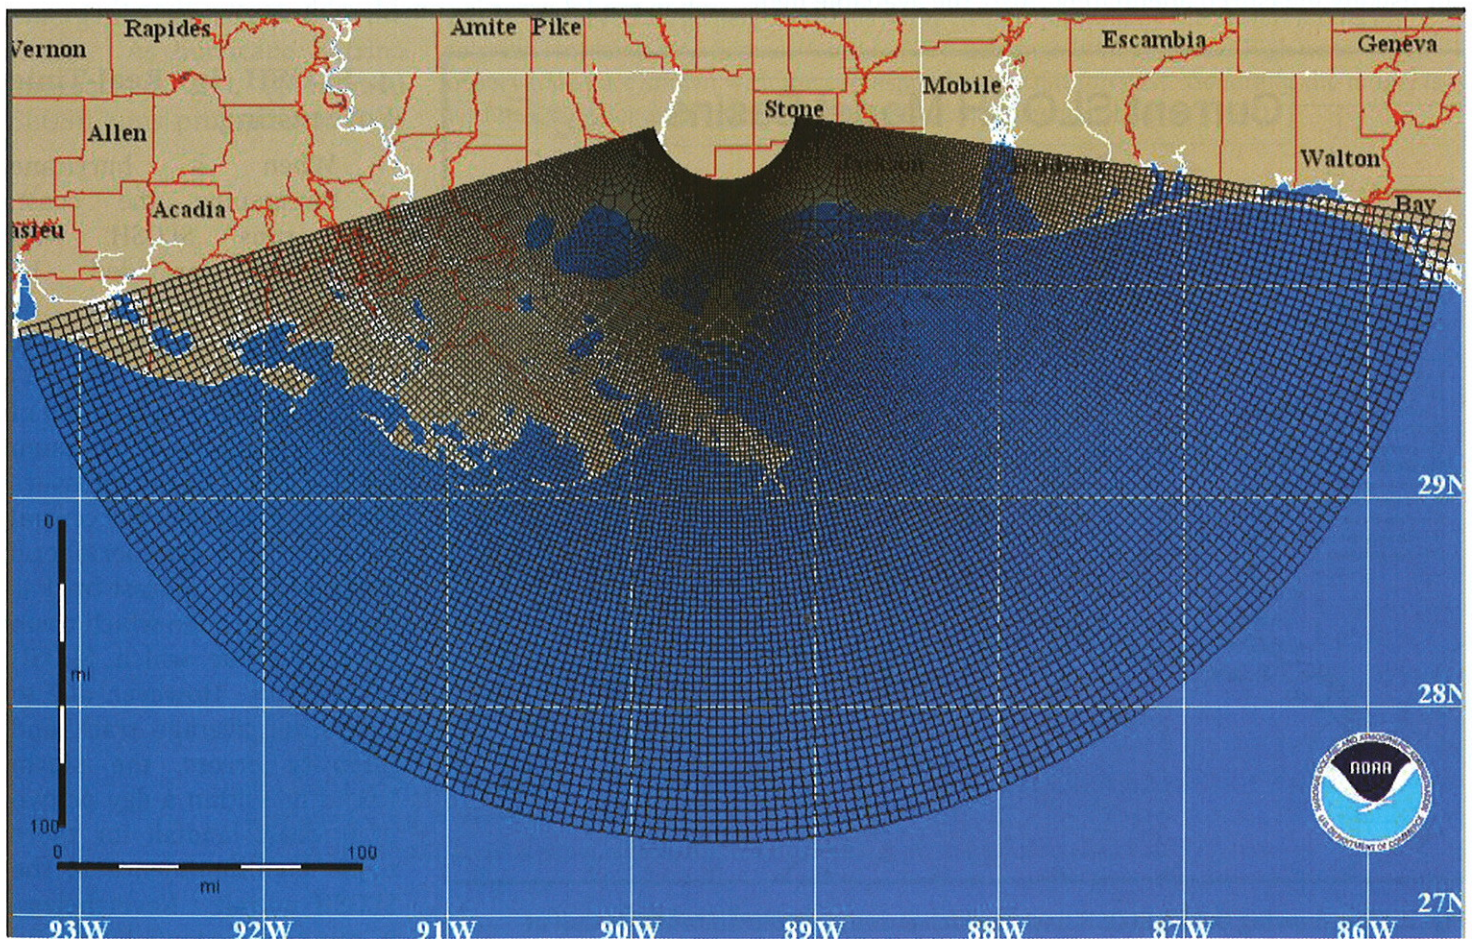 Rapides
Amite Pike
Escambia
Geneva
Vernon
Mobile
Stone
Allen
Walton
Acadia
Bay
29N
0
mi
28N
NOAA
100
0 100
mi
27N
93W 92W 91W 90W 89W 88W 87W 86W